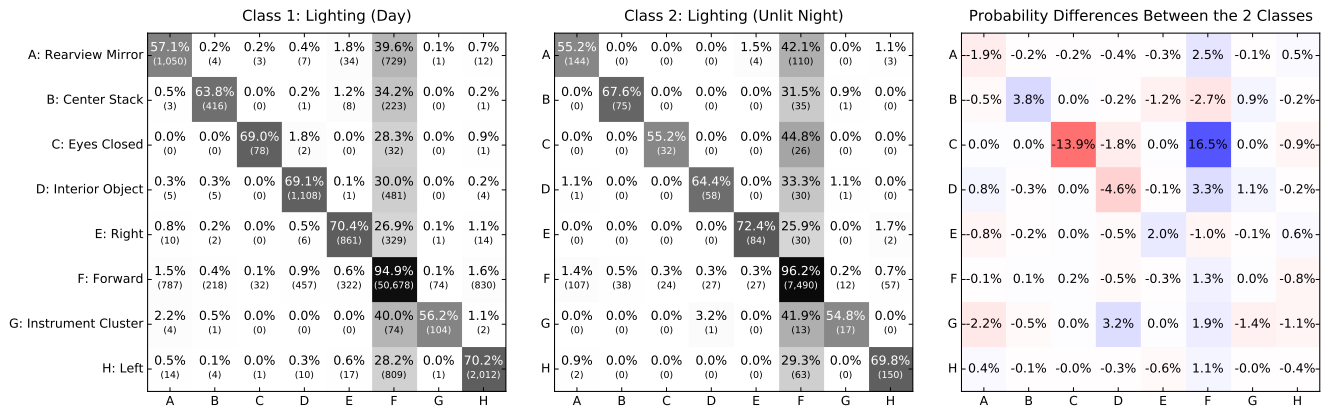 Class 1: Lighting (Day)
A: Rearview Mirror 57.1% 0.2% 0.2% 0.4% 1.8% 39.6% 0.1% 0.7%
(1,050) (4) (3) (7) (34) (729) (1) (12)
B: Center Stack 0.5% 63.8% 0.0% 0.2% 1.2% 34.2% 0.0% 0.2%
(3) (416) (0) (1) (8) (223) (0) (1)
C: Eyes Closed 0.0% 0.0% 69.0% 1.8% 0.0% 28.3% 0.0% 0.9%
(0) (0) (78) (2) (0) (32) (0) (1)
D: Interior Object 0.3% 0.3% 0.0% 69.1% 0.1% 30.0% 0.0% 0.2%
(5) (5) (0) (1,108) (1) (481) (0) (4)
E: Right 0.8% 0.2% 0.0% 0.5% 70.4% 26.9% 0.1% 1.1%
(10) (2) (0) (6) (861) (329) (1) (14)
F: Forward 1.5% 0.4% 0.1% 0.9% 0.6% 94.9% 0.1% 1.6%
(787) (218) (32) (457) (322) (50,678) (74) (830)
G: Instrument Cluster 2.2% 0.5% 0.0% 0.0% 0.0% 40.0% 56.2% 1.1%
(4) (1) (0) (0) (0) (74) (104) (2)
H: Left 0.5% 0.1% 0.0% 0.3% 0.6% 28.2% 0.0% 70.2%
(14) (4) (1) (10) (17) (809) (1) (2,012)
A B C D E F G H
Class 2: Lighting (Unlit Night)
A 55.2% 0.0% 0.0% 0.0% 1.5% 42.1% 0.0% 1.1%
(144) (0) (0) (0) (4) (110) (0) (3)
B 0.0% 67.6% 0.0% 0.0% 0.0% 31.5% 0.9% 0.0%
(0) (75) (0) (0) (0) (35) (1) (0)
C 0.0% 0.0% 55.2% 0.0% 0.0% 44.8% 0.0% 0.0%
(0) (0) (32) (0) (0) (26) (0) (0)
D 1.1% 0.0% 0.0% 64.4% 0.0% 33.3% 1.1% 0.0%
(1) (0) (0) (58) (0) (30) (1) (0)
E 0.0% 0.0% 0.0% 0.0% 72.4% 25.9% 0.0% 1.7%
(0) (0) (0) (0) (84) (30) (0) (2)
F 1.4% 0.5% 0.3% 0.3% 0.3% 96.2% 0.2% 0.7%
(107) (38) (24) (27) (27) (7,490) (12) (57)
G 0.0% 0.0% 0.0% 3.2% 0.0% 41.9% 54.8% 0.0%
(0) (0) (0) (1) (0) (13) (17) (0)
H 0.9% 0.0% 0.0% 0.0% 0.0% 29.3% 0.0% 69.8%
(2) (0) (0) (0) (0) (63) (0) (150)
A B C D E F G H
Probability Differences Between the 2 Classes
A -1.9% -0.2% -0.2% -0.4% -0.3% 2.5% -0.1% 0.5%
B -0.5% 3.8% 0.0% -0.2% -1.2% -2.7% 0.9% -0.2%
C 0.0% 0.0% -13.9% -1.8% 0.0% 16.5% 0.0% -0.9%
D 0.8% -0.3% 0.0% -4.6% -0.1% 3.3% 1.1% -0.2%
E -0.8% -0.2% 0.0% -0.5% 2.0% -1.0% -0.1% 0.6%
F -0.1% 0.1% 0.2% -0.5% -0.3% 1.3% 0.0% -0.8%
G -2.2% -0.5% 0.0% 3.2% 0.0% 1.9% -1.4% -1.1%
H 0.4% -0.1% -0.0% -0.3% -0.6% 1.1% -0.0% -0.4%
A B C D E F G H